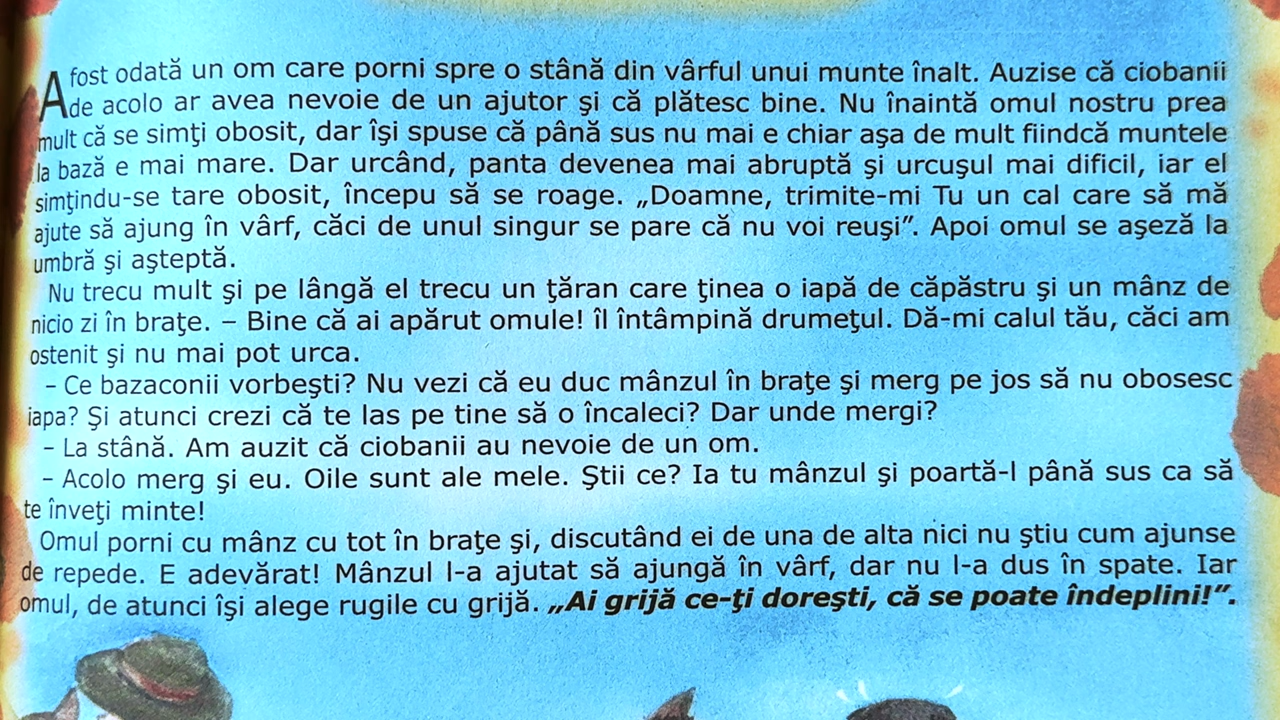 A fost odată un om care porni spre o stână din vârful unui munte înalt. Auzise că ciobanii
de acolo ar avea nevoie de un ajutor şi că plătesc bine. Nu înaintă omul nostru prea
mult că se simţi obosit, dar îşi spuse că până sus nu mai e chiar aşa de mult fiindcă muntele
la bază e mai mare. Dar urcând, panta devenea mai abruptă şi urcuşul mai dificil, iar el
simţindu-se tare obosit, începu să se roage. „Doamne, trimite-mi Tu un cal care să mă
ajute să ajung în vârf, căci de unul singur se pare că nu voi reuşi”. Apoi omul se aşeză la
umbră şi aşteptă.
Nu trecu mult şi pe lângă el trecu un ţăran care ţinea o iapă de căpăstru şi un mânz de
nicio zi în braţe. – Bine că ai apărut omule! îl întâmpină drumeţul. Dă-mi calul tău, căci am
ostenit şi nu mai pot urca.
– Ce bazaconii vorbeşti? Nu vezi că eu duc mânzul în braţe şi merg pe jos să nu obosesc
iapa? Şi atunci crezi că te las pe tine să o încaleci? Dar unde mergi?
– La stână. Am auzit că ciobanii au nevoie de un om.
– Acolo merg şi eu. Oile sunt ale mele. Ştii ce? Ia tu mânzul şi poartă-l până sus ca să
te înveţi minte!
Omul porni cu mânz cu tot în braţe şi, discutând ei de una de alta nici nu ştiu cum ajunse
de repede. E adevărat! Mânzul l-a ajutat să ajungă în vârf, dar nu l-a dus în spate. Iar
omul, de atunci îşi alege rugile cu grijă. „Ai grijă ce-ţi doreşti, că se poate îndeplini!”.